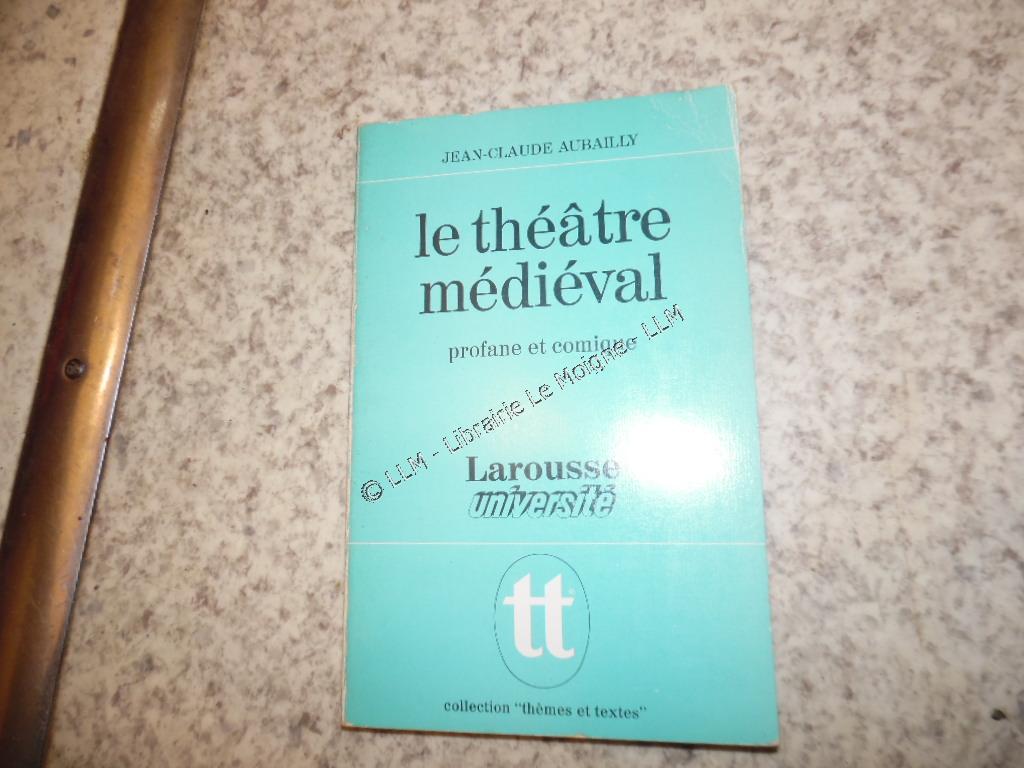 JEAN-CLAUDE AUBAILLY
le théâtre
médiéval
profane et comique
© LLM - Librairie Le Moigne - LLM
Larousse
université
tt
collection "thèmes et textes"